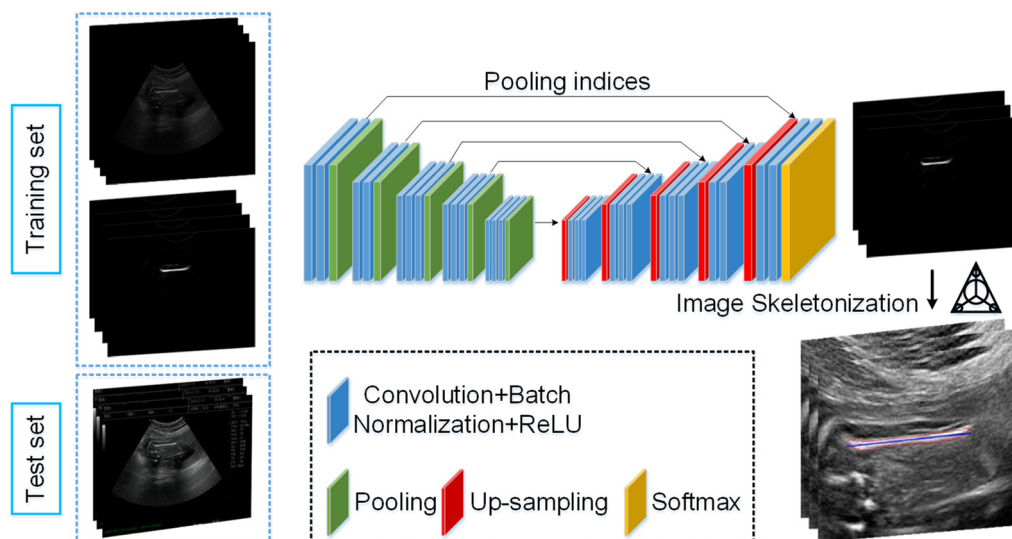 Training set
Test set
Pooling indices
Image Skeletonization
Convolution+Batch
Normalization+ReLU
Pooling
Up-sampling
Softmax